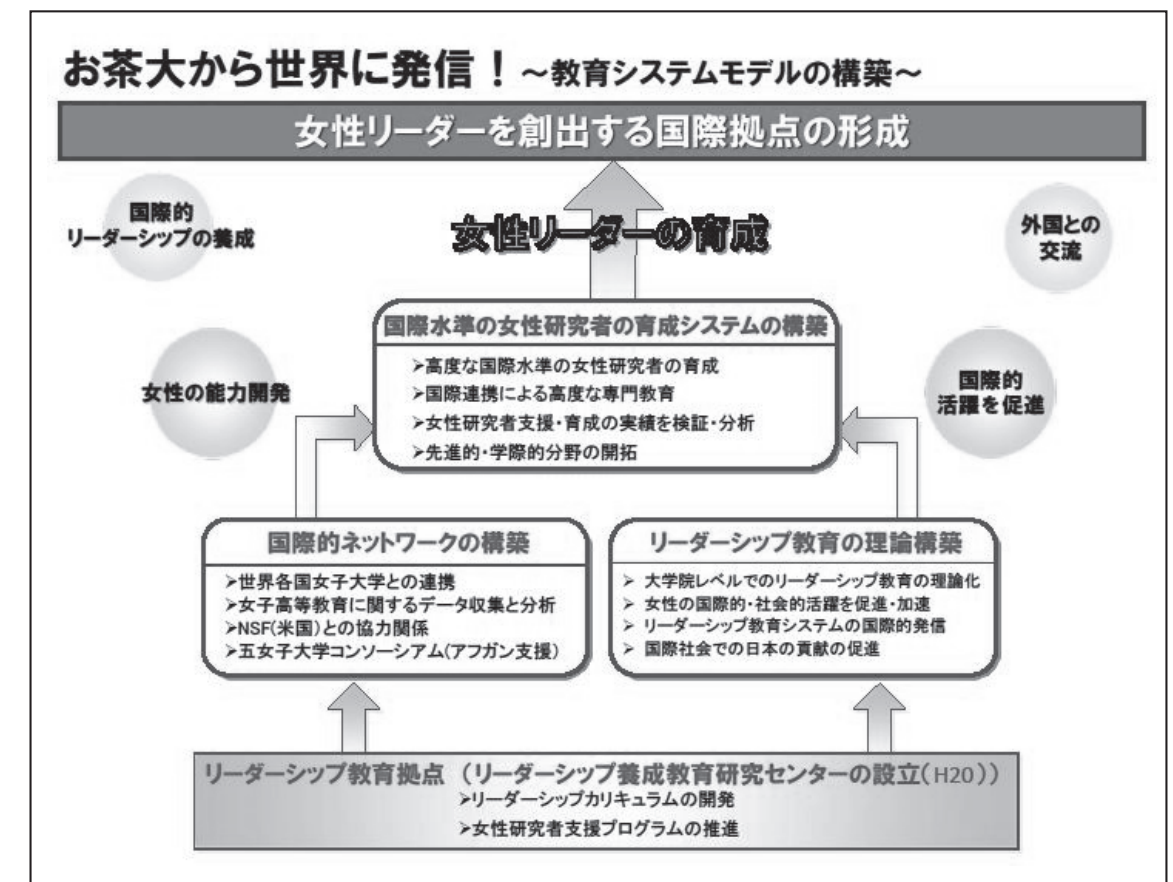 お茶大から世界に発信！～教育システムモデルの構築～
女性リーダーを創出する国際拠点の形成
国際的
リーダーシップの養成
女性リーダーの育成
外国との
交流
国際水準の女性研究者の育成システムの構築
➢高度な国際水準の女性研究者の育成
➢国際連携による高度な専門教育
➢女性研究者支援・育成の実績を検証・分析
➢先進的・学際的分野の開拓
女性の能力開発
国際的
活躍を促進
国際的ネットワークの構築
➢世界各国女子大学との連携
➢女子高等教育に関するデータ収集と分析
➢NSF(米国)との協力関係
➢五女子大学コンソーシアム(アフガン支援)
リーダーシップ教育の理論構築
➢ 大学院レベルでのリーダーシップ教育の理論化
➢ 女性の国際的・社会的活躍を促進・加速
➢ リーダーシップ教育システムの国際的発信
➢ 国際社会での日本の貢献の促進
リーダーシップ教育拠点（リーダーシップ養成教育研究センターの設立(H20)）
➢リーダーシップカリキュラムの開発
➢女性研究者支援プログラムの推進